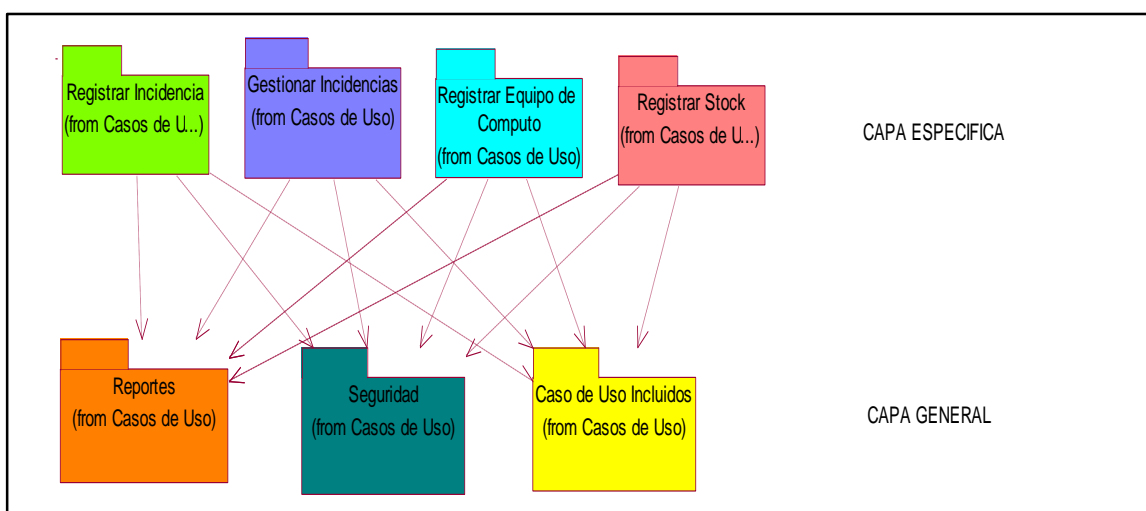 Registrar Incidencia
(from Casos de U...)
Gestionar Incidencias
(from Casos de Uso)
Registrar Equipo de
Computo
(from Casos de Uso)
Registrar Stock
(from Casos de U...)
CAPA ESPECIFICA
Reportes
(from Casos de Uso)
Seguridad
(from Casos de Uso)
Caso de Uso Incluidos
(from Casos de Uso)
CAPA GENERAL